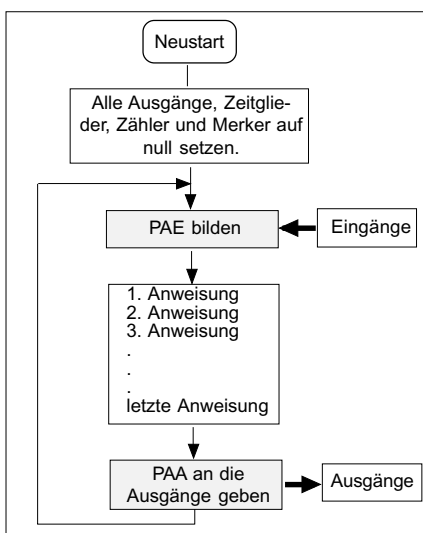 Neustart
Alle Ausgänge, Zeitglie-
der, Zähler und Merker auf
null setzen.
PAE bilden
Eingänge
1. Anweisung
2. Anweisung
3. Anweisung
.
.
.
letzte Anweisung
PAA an die
Ausgänge geben
Ausgänge